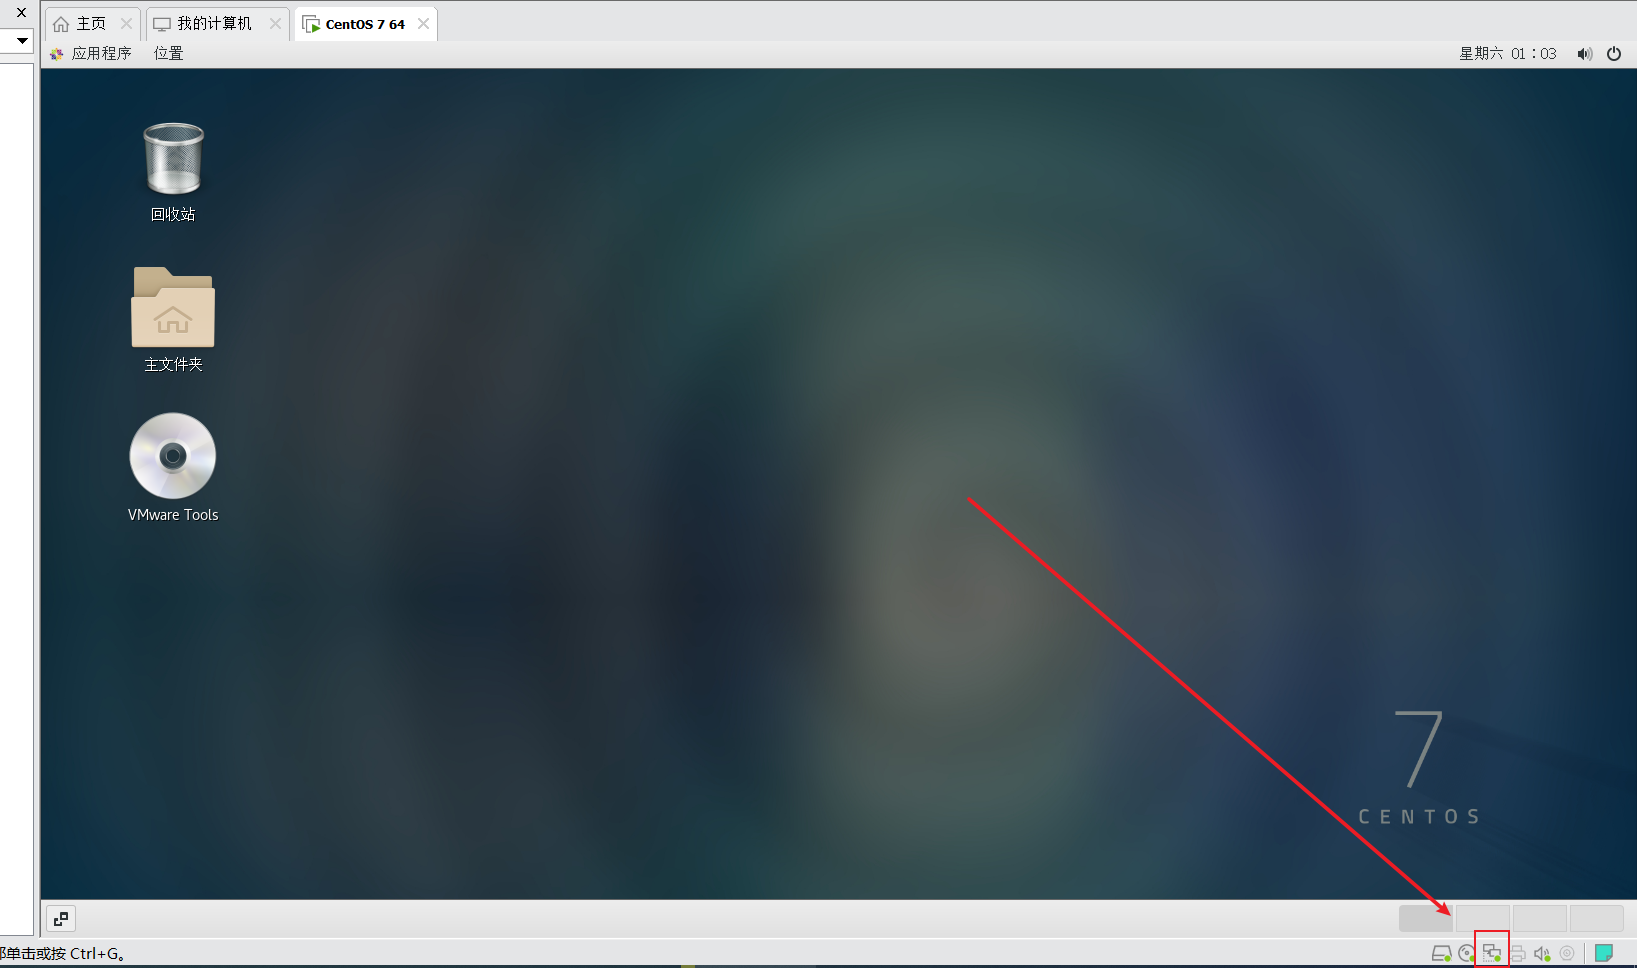 主页
我的计算机
CentOS 7 64
应用程序
位置
星期六 01：03
回收站
主文件夹
VMware Tools
7
CENTOS
单击或按 Ctrl+G。